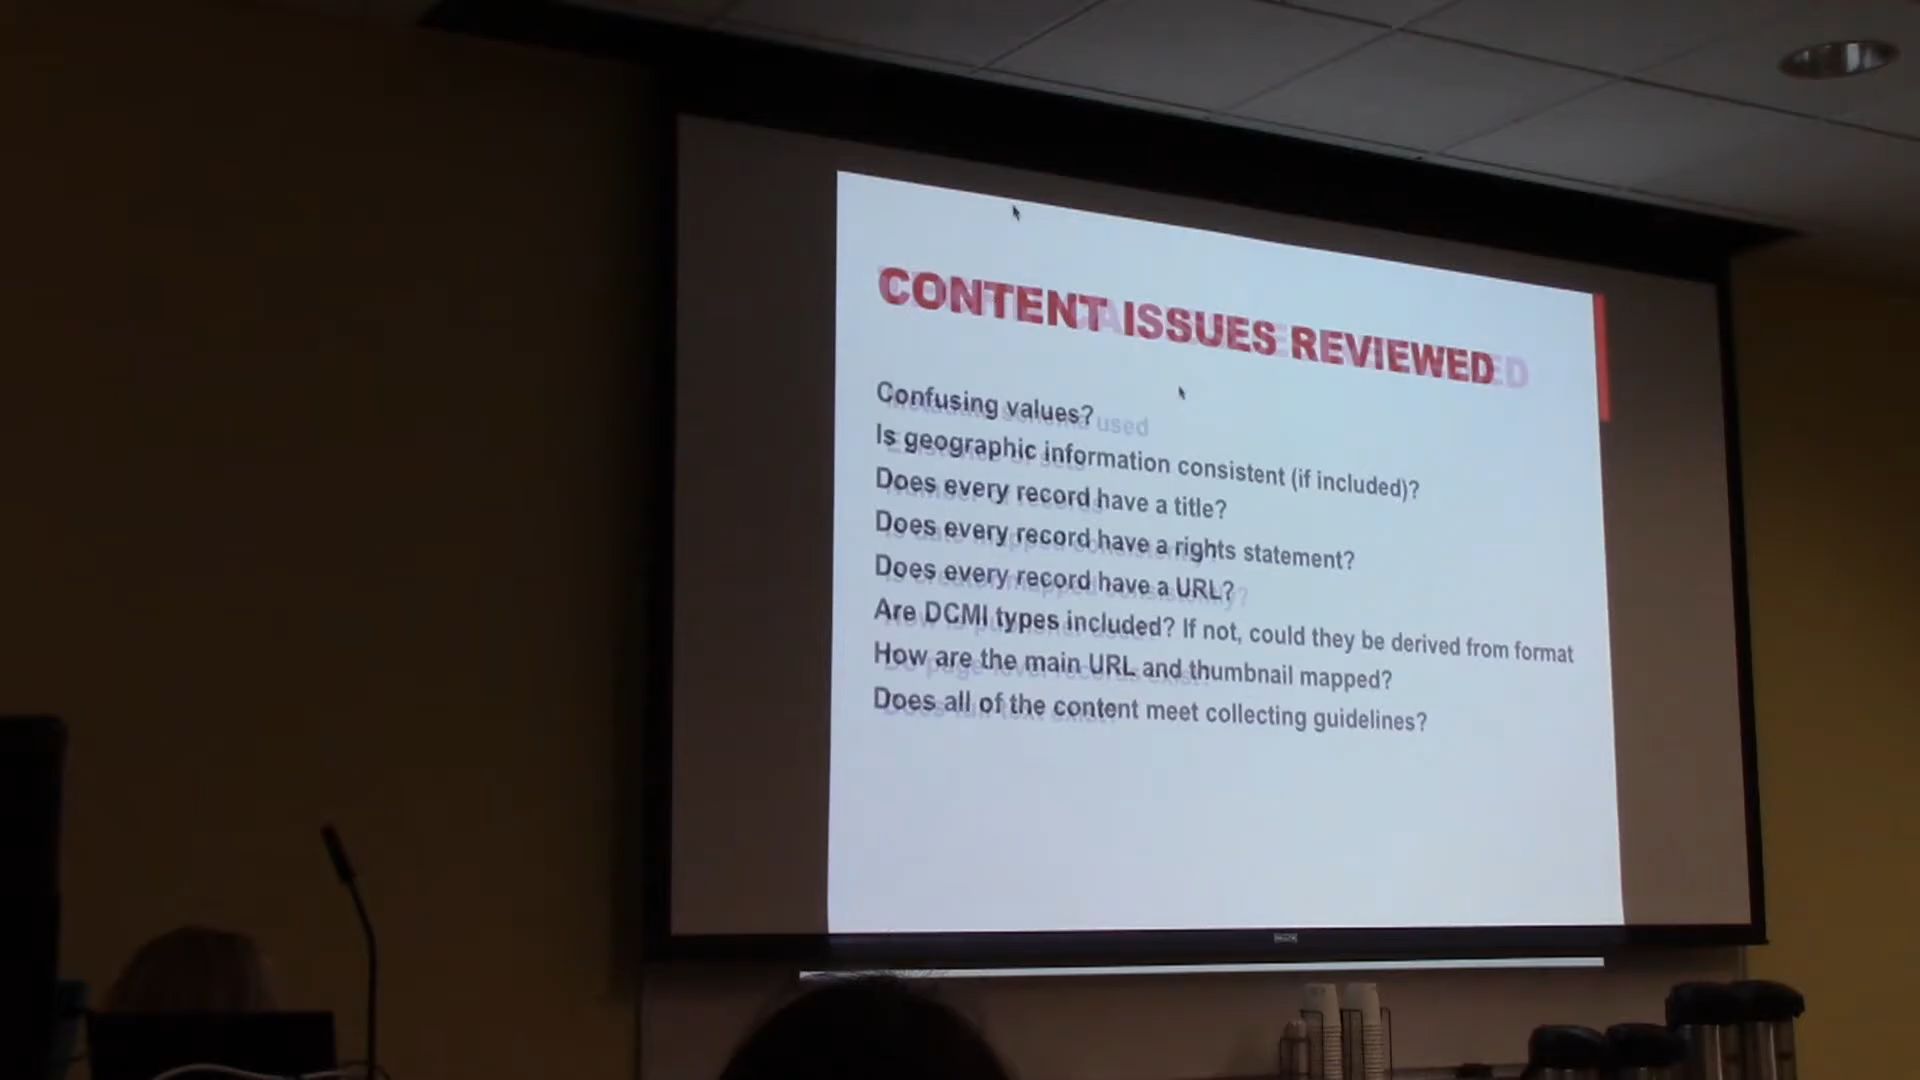 CONTENT ISSUES REVIEWED
Confusing values?
Is geographic information consistent (if included)?
Does every record have a title?
Does every record have a rights statement?
Does every record have a URL?
Are DCMI types included? If not, could they be derived from format
How are the main URL and thumbnail mapped?
Does all of the content meet collecting guidelines?